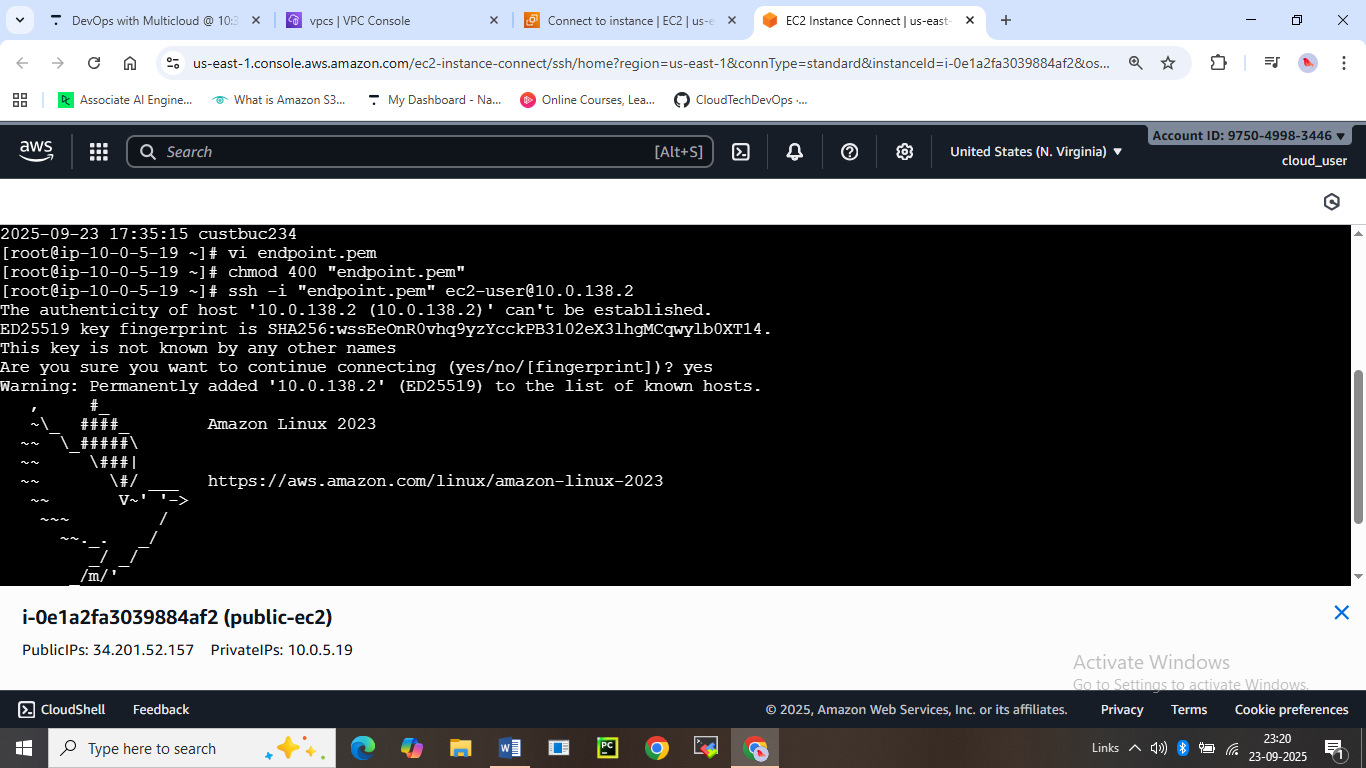 DevOps with Multicloud @ 10:3
vpcs | VPC Console
Connect to instance | EC2 | us-e
EC2 Instance Connect | us-east-
us-east-1.console.aws.amazon.com/ec2-instance-connect/ssh/home?region=us-east-1&connType=standard&instanceId=i-0e1a2fa3039884af2&os...
Associate AI Engine...
What is Amazon S3...
My Dashboard - Na...
Online Courses, Lea...
CloudTechDevOps ·...
aws
Search
[Alt+S]
United States (N. Virginia)
Account ID: 9750-4998-3446
cloud_user
2025-09-23 17:35:15 custbuc234
[root@ip-10-0-5-19 ~]# vi endpoint.pem
[root@ip-10-0-5-19 ~]# chmod 400 "endpoint.pem"
[root@ip-10-0-5-19 ~]# ssh -i "endpoint.pem" ec2-user@10.0.138.2
The authenticity of host '10.0.138.2 (10.0.138.2)' can't be established.
ED25519 key fingerprint is SHA256:wssEeOnR0vhq9yzYcckPB3102eX3lhgMCqwylb0XT14.
This key is not known by any other names
Are you sure you want to continue connecting (yes/no/[fingerprint])? yes
Warning: Permanently added '10.0.138.2' (ED25519) to the list of known hosts.
   ,     #_
   ~\_  ####_        Amazon Linux 2023
  ~~  \_#####\
  ~~     \###|
  ~~       \#/ ___   https://aws.amazon.com/linux/amazon-linux-2023
   ~~       V~' '->
    ~~~         /
      ~~._.   _/
         _/ _/
       _/m/'
i-0e1a2fa3039884af2 (public-ec2)
PublicIPs: 34.201.52.157 PrivateIPs: 10.0.5.19
Activate Windows
Go to Settings to activate Windows.
CloudShell
Feedback
© 2025, Amazon Web Services, Inc. or its affiliates.
Privacy
Terms
Cookie preferences
Type here to search
Links
23:20
23-09-2025
1